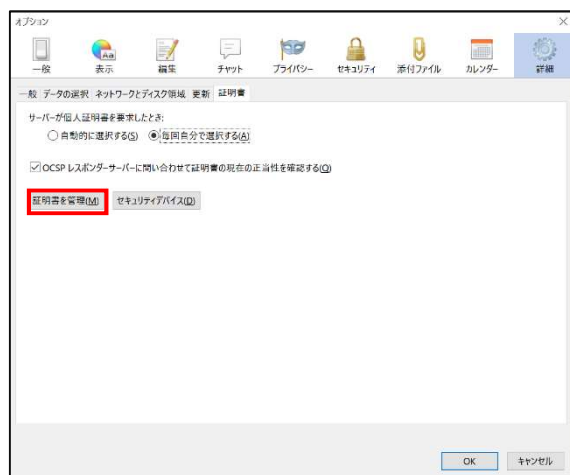 オプション
一般 表示 編集 チャット プライバシー セキュリティ 添付ファイル カレンダー 詳細
一般 データの選択 ネットワークとディスク領域 更新 証明書
サーバーが個人証明書を要求したとき:
自動的に選択する(S) 毎回自分で選択する(A)
OCSP レスポンダーサーバーに問い合わせて証明書の現在の正当性を確認する(Q)
証明書を管理(M) セキュリティデバイス(D)
OK キャンセル